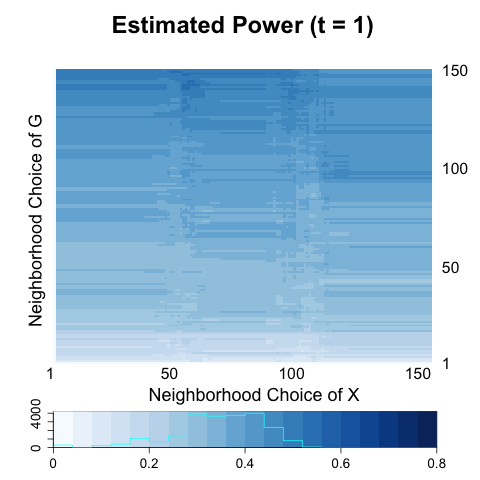 Estimated Power (t = 1)
Neighborhood Choice of G
150
100
50
1
1 50 100 150
Neighborhood Choice of X
0 4000
0 0.2 0.4 0.6 0.8